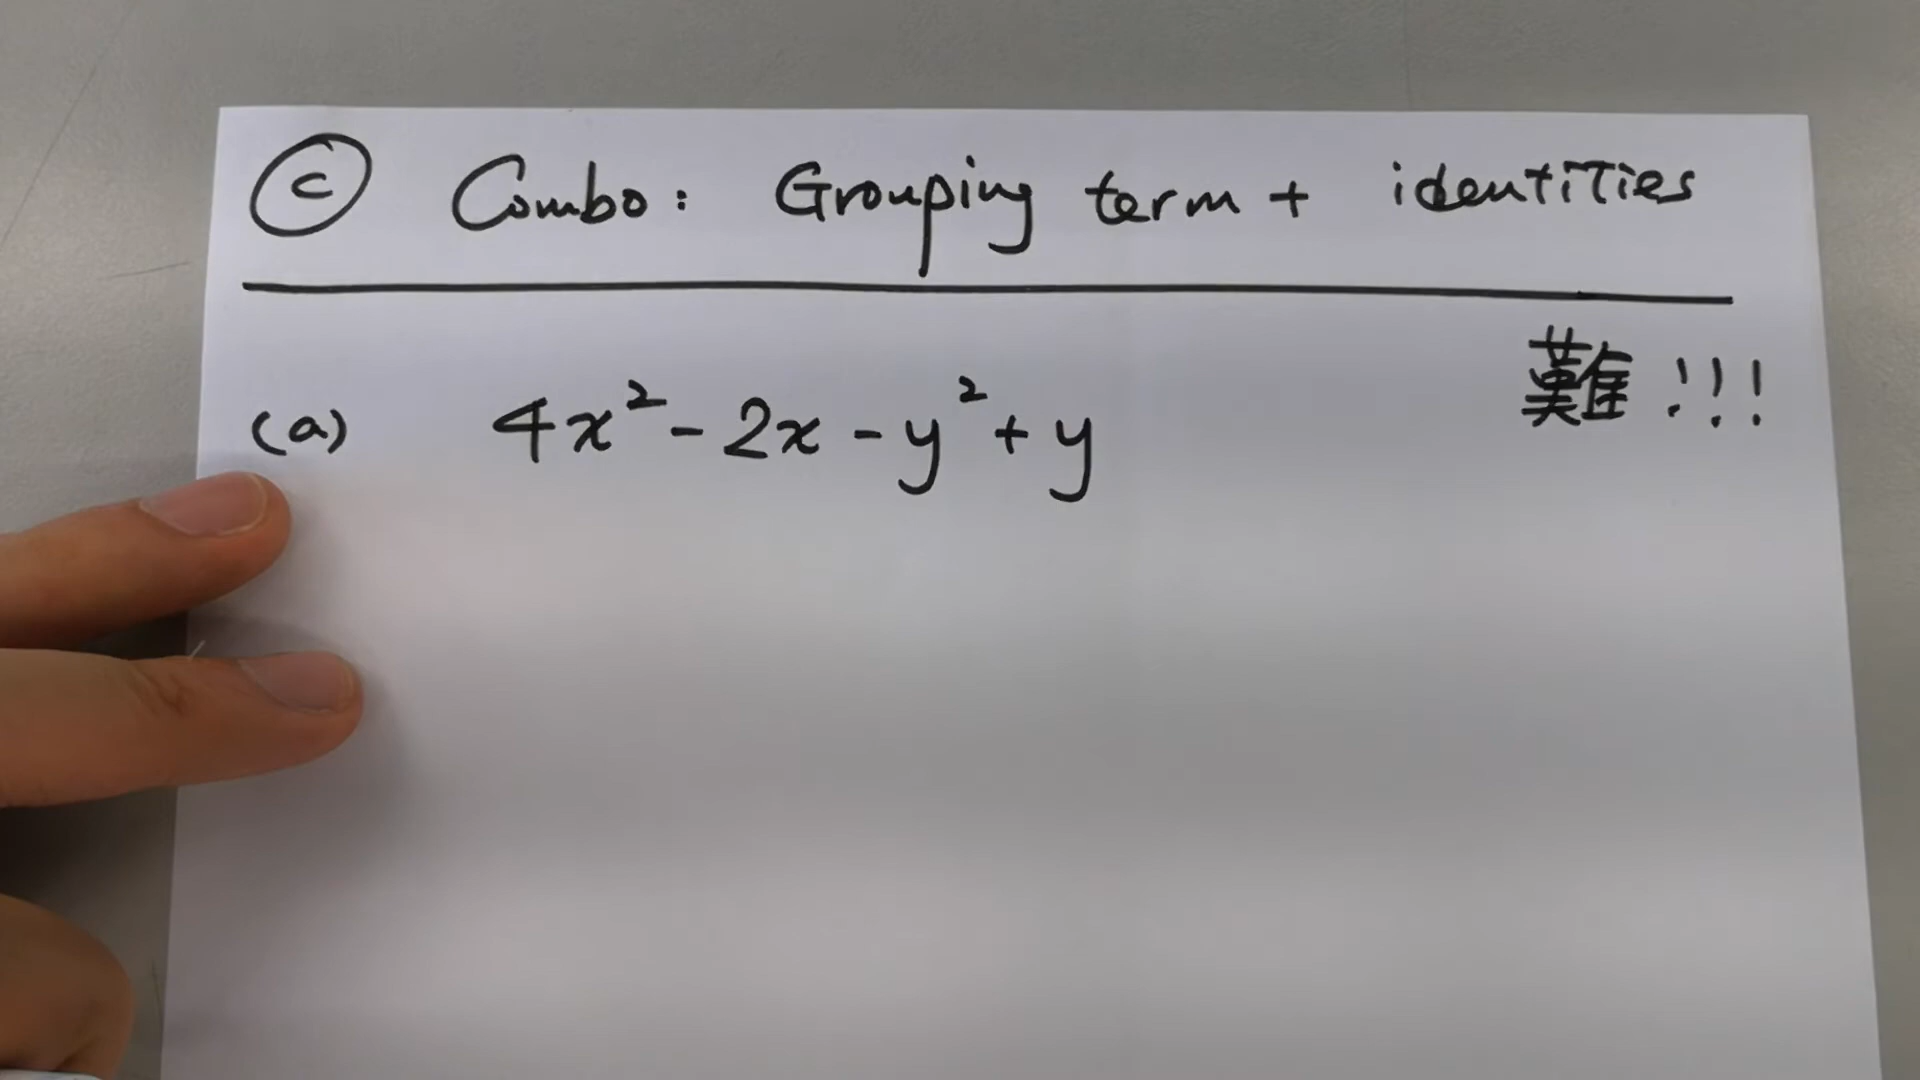 Ⓒ Combo: Grouping term + identities
難!!!
(a) 4x² - 2x - y² + y